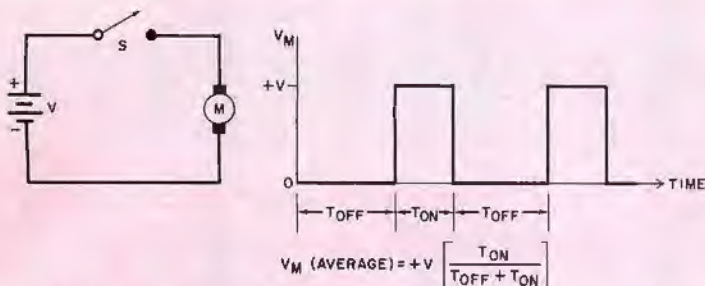 S
+
V
-
M
VM
+V
0
TIME
TOFF
TON
TOFF
VM (AVERAGE) = +V [ TON / TOFF + TON ]